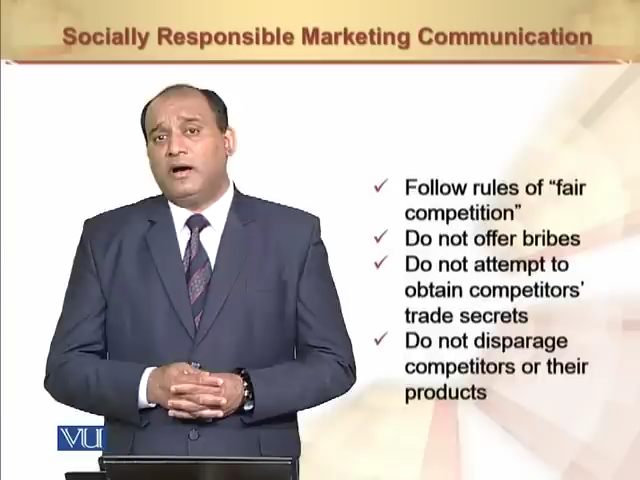 Socially Responsible Marketing Communication
Follow rules of “fair
competition”
Do not offer bribes
Do not attempt to
obtain competitors’
trade secrets
Do not disparage
competitors or their
products
VU